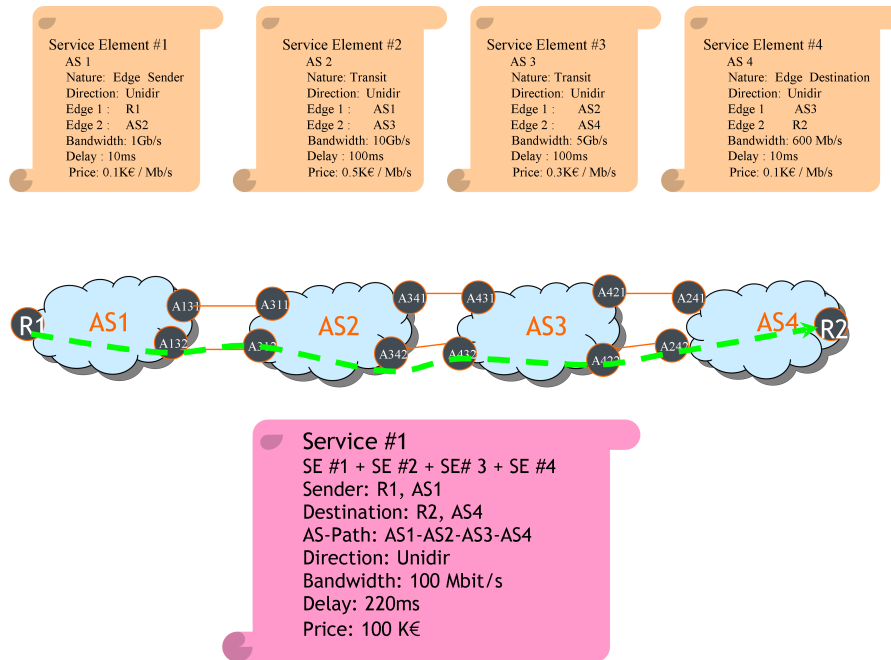 Service Element #1
AS 1
Nature: Edge Sender
Direction: Unidir
Edge 1 : R1
Edge 2 : AS2
Bandwidth: 1Gb/s
Delay : 10ms
Price: 0.1K€ / Mb/s
Service Element #2
AS 2
Nature: Transit
Direction: Unidir
Edge 1 : AS1
Edge 2 : AS3
Bandwidth: 10Gb/s
Delay : 100ms
Price: 0.5K€ / Mb/s
Service Element #3
AS 3
Nature: Transit
Direction: Unidir
Edge 1 : AS2
Edge 2 : AS4
Bandwidth: 5Gb/s
Delay : 100ms
Price: 0.3K€ / Mb/s
Service Element #4
AS 4
Nature: Edge Destination
Direction: Unidir
Edge 1 AS3
Edge 2 R2
Bandwidth: 600 Mb/s
Delay : 10ms
Price: 0.1K€ / Mb/s
A131 A311 A341 A431 A421 A241
R1 AS1 AS2 AS3 AS4 R2
A132 A312 A342 A432 A422 A242
Service #1
SE #1 + SE #2 + SE# 3 + SE #4
Sender: R1, AS1
Destination: R2, AS4
AS-Path: AS1-AS2-AS3-AS4
Direction: Unidir
Bandwidth: 100 Mbit/s
Delay: 220ms
Price: 100 K€